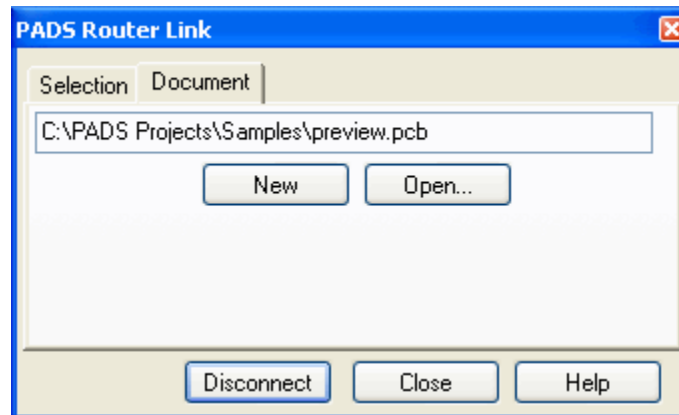 PADS Router Link
Selection Document
C:\PADS Projects\Samples\preview.pcb
New Open...
Disconnect Close Help